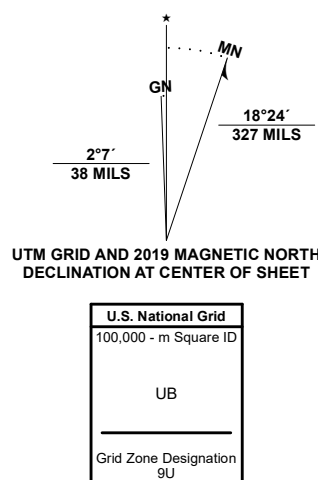 ★
MN
GN
18°24´
327 MILS
2°7´
38 MILS
UTM GRID AND 2019 MAGNETIC NORTH
DECLINATION AT CENTER OF SHEET
U.S. National Grid
100,000 - m Square ID
UB
Grid Zone Designation
9U